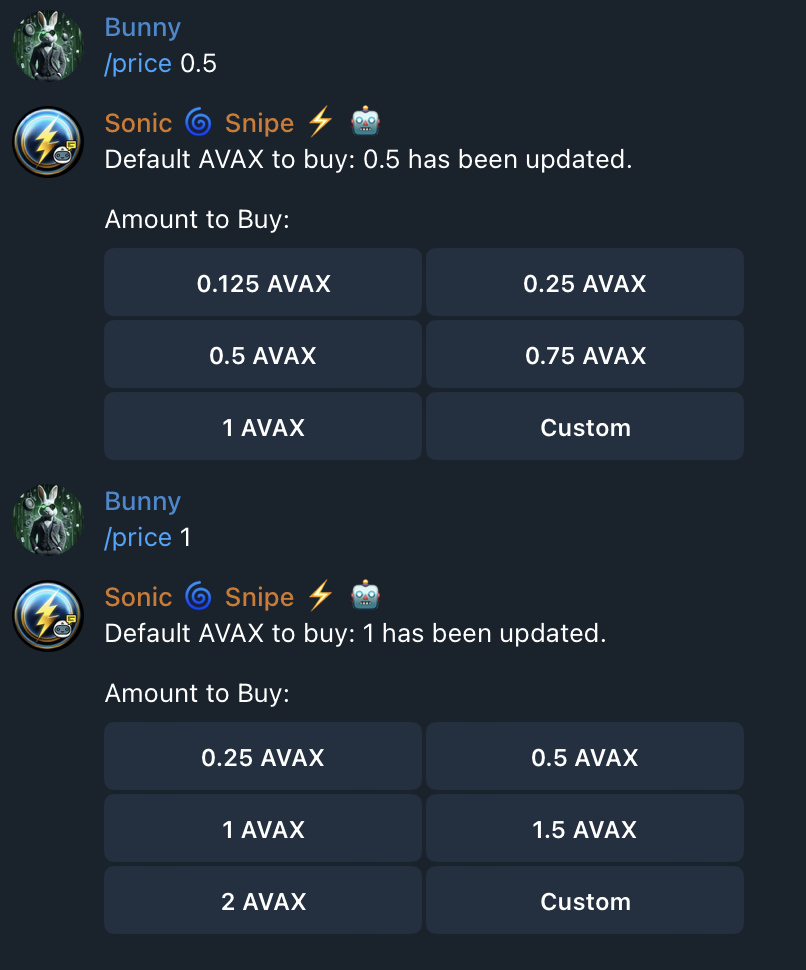 Bunny
/price 0.5
Sonic 🌀 Snipe ⚡ 🤖
Default AVAX to buy: 0.5 has been updated.
Amount to Buy:
0.125 AVAX
0.25 AVAX
0.5 AVAX
0.75 AVAX
1 AVAX
Custom
Bunny
/price 1
Sonic 🌀 Snipe ⚡ 🤖
Default AVAX to buy: 1 has been updated.
Amount to Buy:
0.25 AVAX
0.5 AVAX
1 AVAX
1.5 AVAX
2 AVAX
Custom